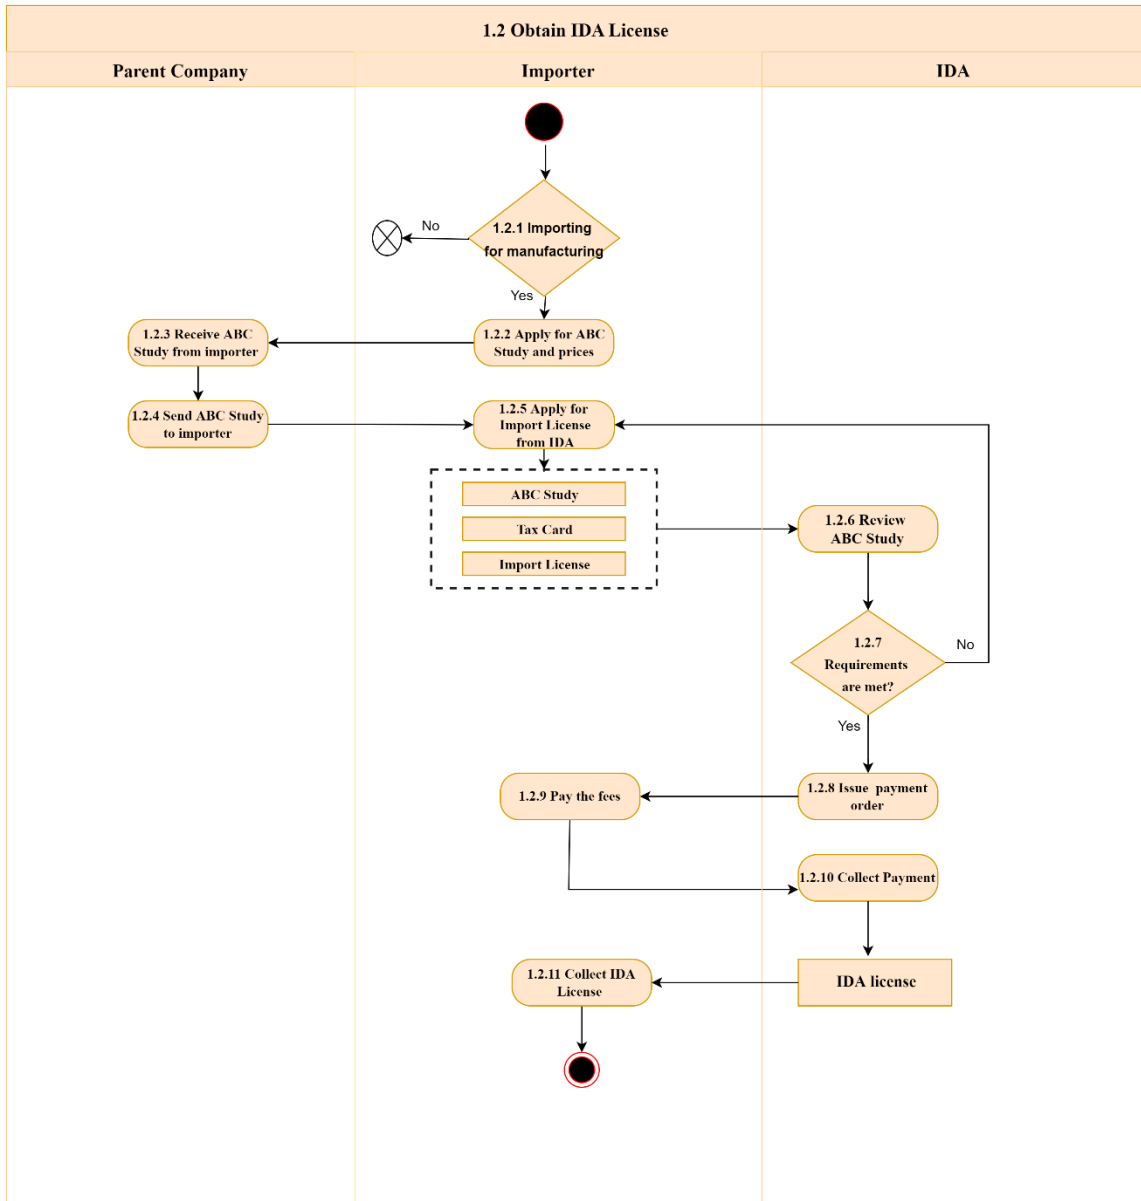 1.2 Obtain IDA License
Parent Company
Importer
IDA
1.2.1 Importing
for manufacturing
No
Yes
1.2.2 Apply for ABC
Study and prices
1.2.3 Receive ABC
Study from importer
1.2.4 Send ABC Study
to importer
1.2.5 Apply for
Import License
from IDA
ABC Study
Tax Card
Import License
1.2.6 Review
ABC Study
1.2.7
Requirements
are met?
No
Yes
1.2.8 Issue payment
order
1.2.9 Pay the fees
1.2.10 Collect Payment
IDA license
1.2.11 Collect IDA
License